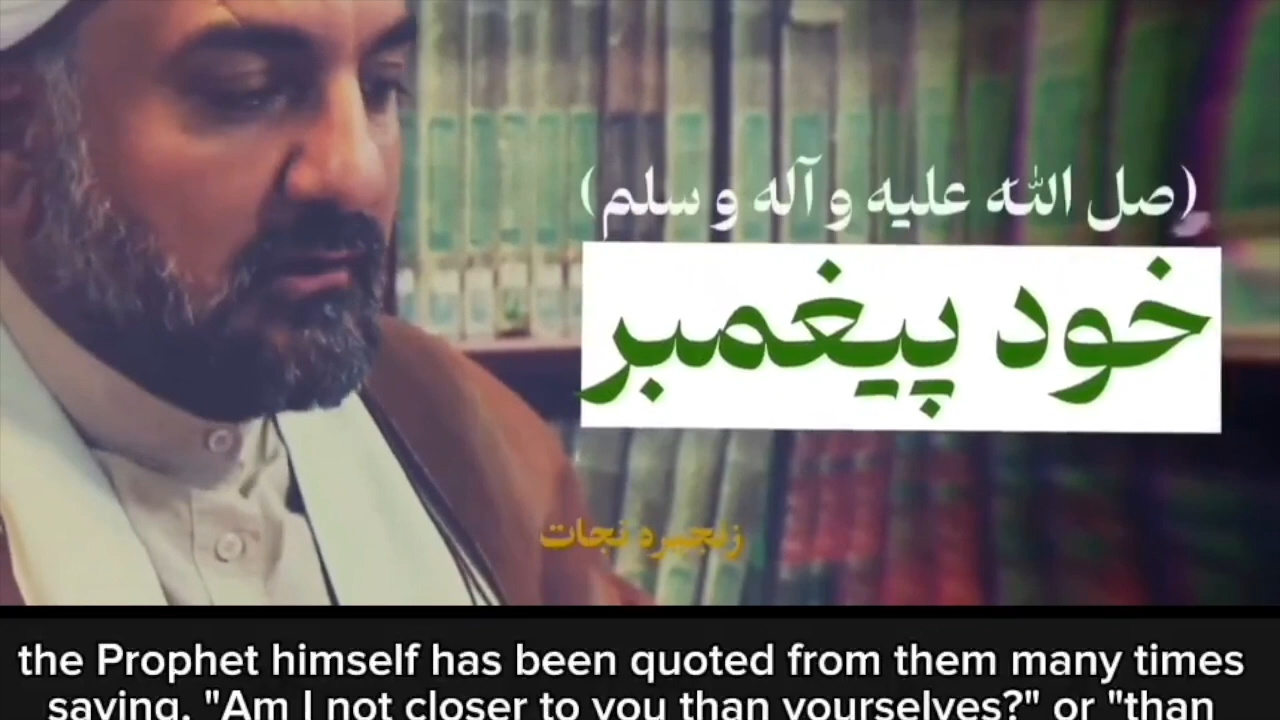 (صل الله علیه و آله و سلم)
خود پیغمبر
زنجیره نجات
the Prophet himself has been quoted from them many times
saying, "Am I not closer to you than yourselves?" or "than